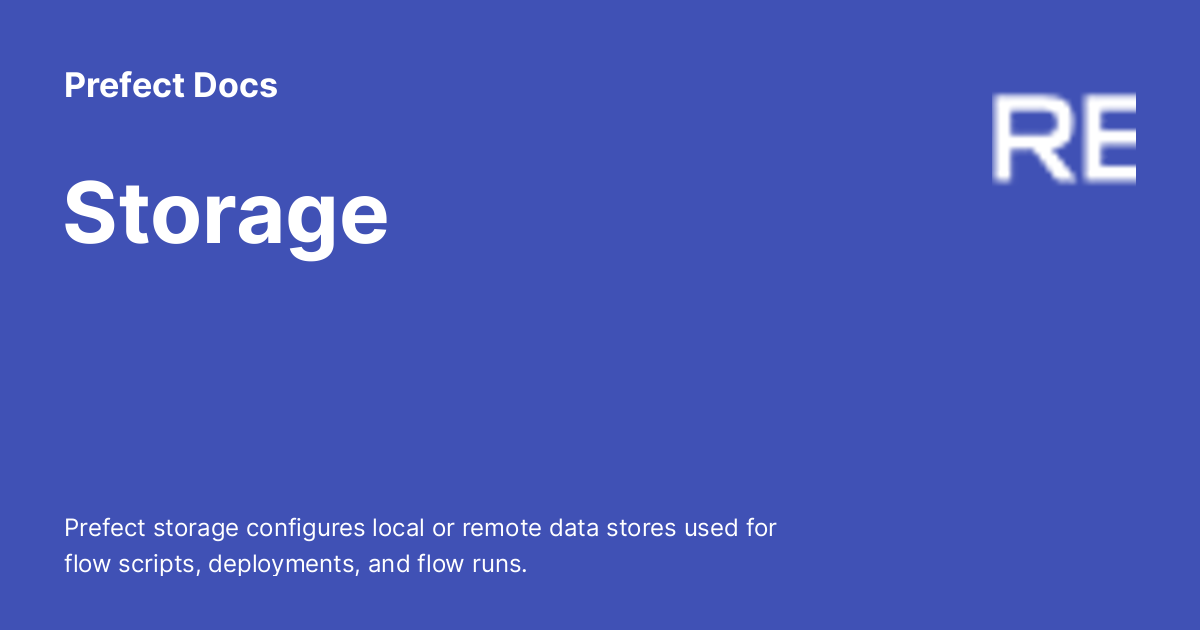 Prefect Docs
RE
Storage
Prefect storage configures local or remote data stores used for
flow scripts, deployments, and flow runs.